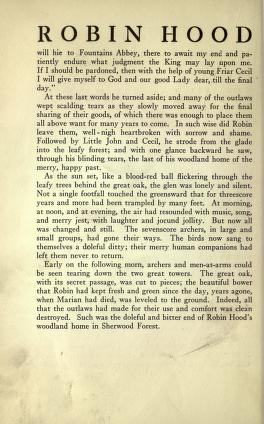 ROBIN HOOD
will hie to Fountains Abbey, there to await my end and pa-
tiently endure what judgment the King may lay upon me.
If I should be pardoned, then with the help of young Friar Cecil
I will give myself to God and our good Lady dear, till the final
day."
At these last words he turned aside; and many of the outlaws
wept scalding tears as they slowly moved away for the final
sharing of their goods, of which there was enough to place them
all above want for many years to come. In such wise did Robin
leave them, well-nigh heartbroken with sorrow and shame.
Followed by Little John and Cecil, he strode from the glade
into the leafy forest; and with one glance backward he saw,
through his blinding tears, the last of his woodland home of the
merry, happy past.
As the sun set, like a blood-red ball flickering through the
leafy trees behind the great oak, the glen was lonely and silent.
Not a single footfall touched the greensward that for threescore
years and more had been trampled by many feet. At morning,
at noon, and at evening, the air had resounded with music, song,
and merry jest, with laughter and jocund jollity. But now all
was changed and still. The sevenscore archers, in large and
small groups, had gone their ways. The birds now sang to
themselves a doleful ditty; their merry human companions had
left them never to return.
Early on the following morn, archers and men-at-arms could
be seen tearing down the two great towers. The great oak,
with its secret passage, was cut to pieces; the beautiful bower
that Robin had kept fresh and green since the day, years agone,
when Marian died, was leveled to the ground. Indeed, all
that the outlaws had made for their use and comfort was clean
destroyed. Such was the doleful and bitter end of Robin Hood's
woodland home in Sherwood Forest.